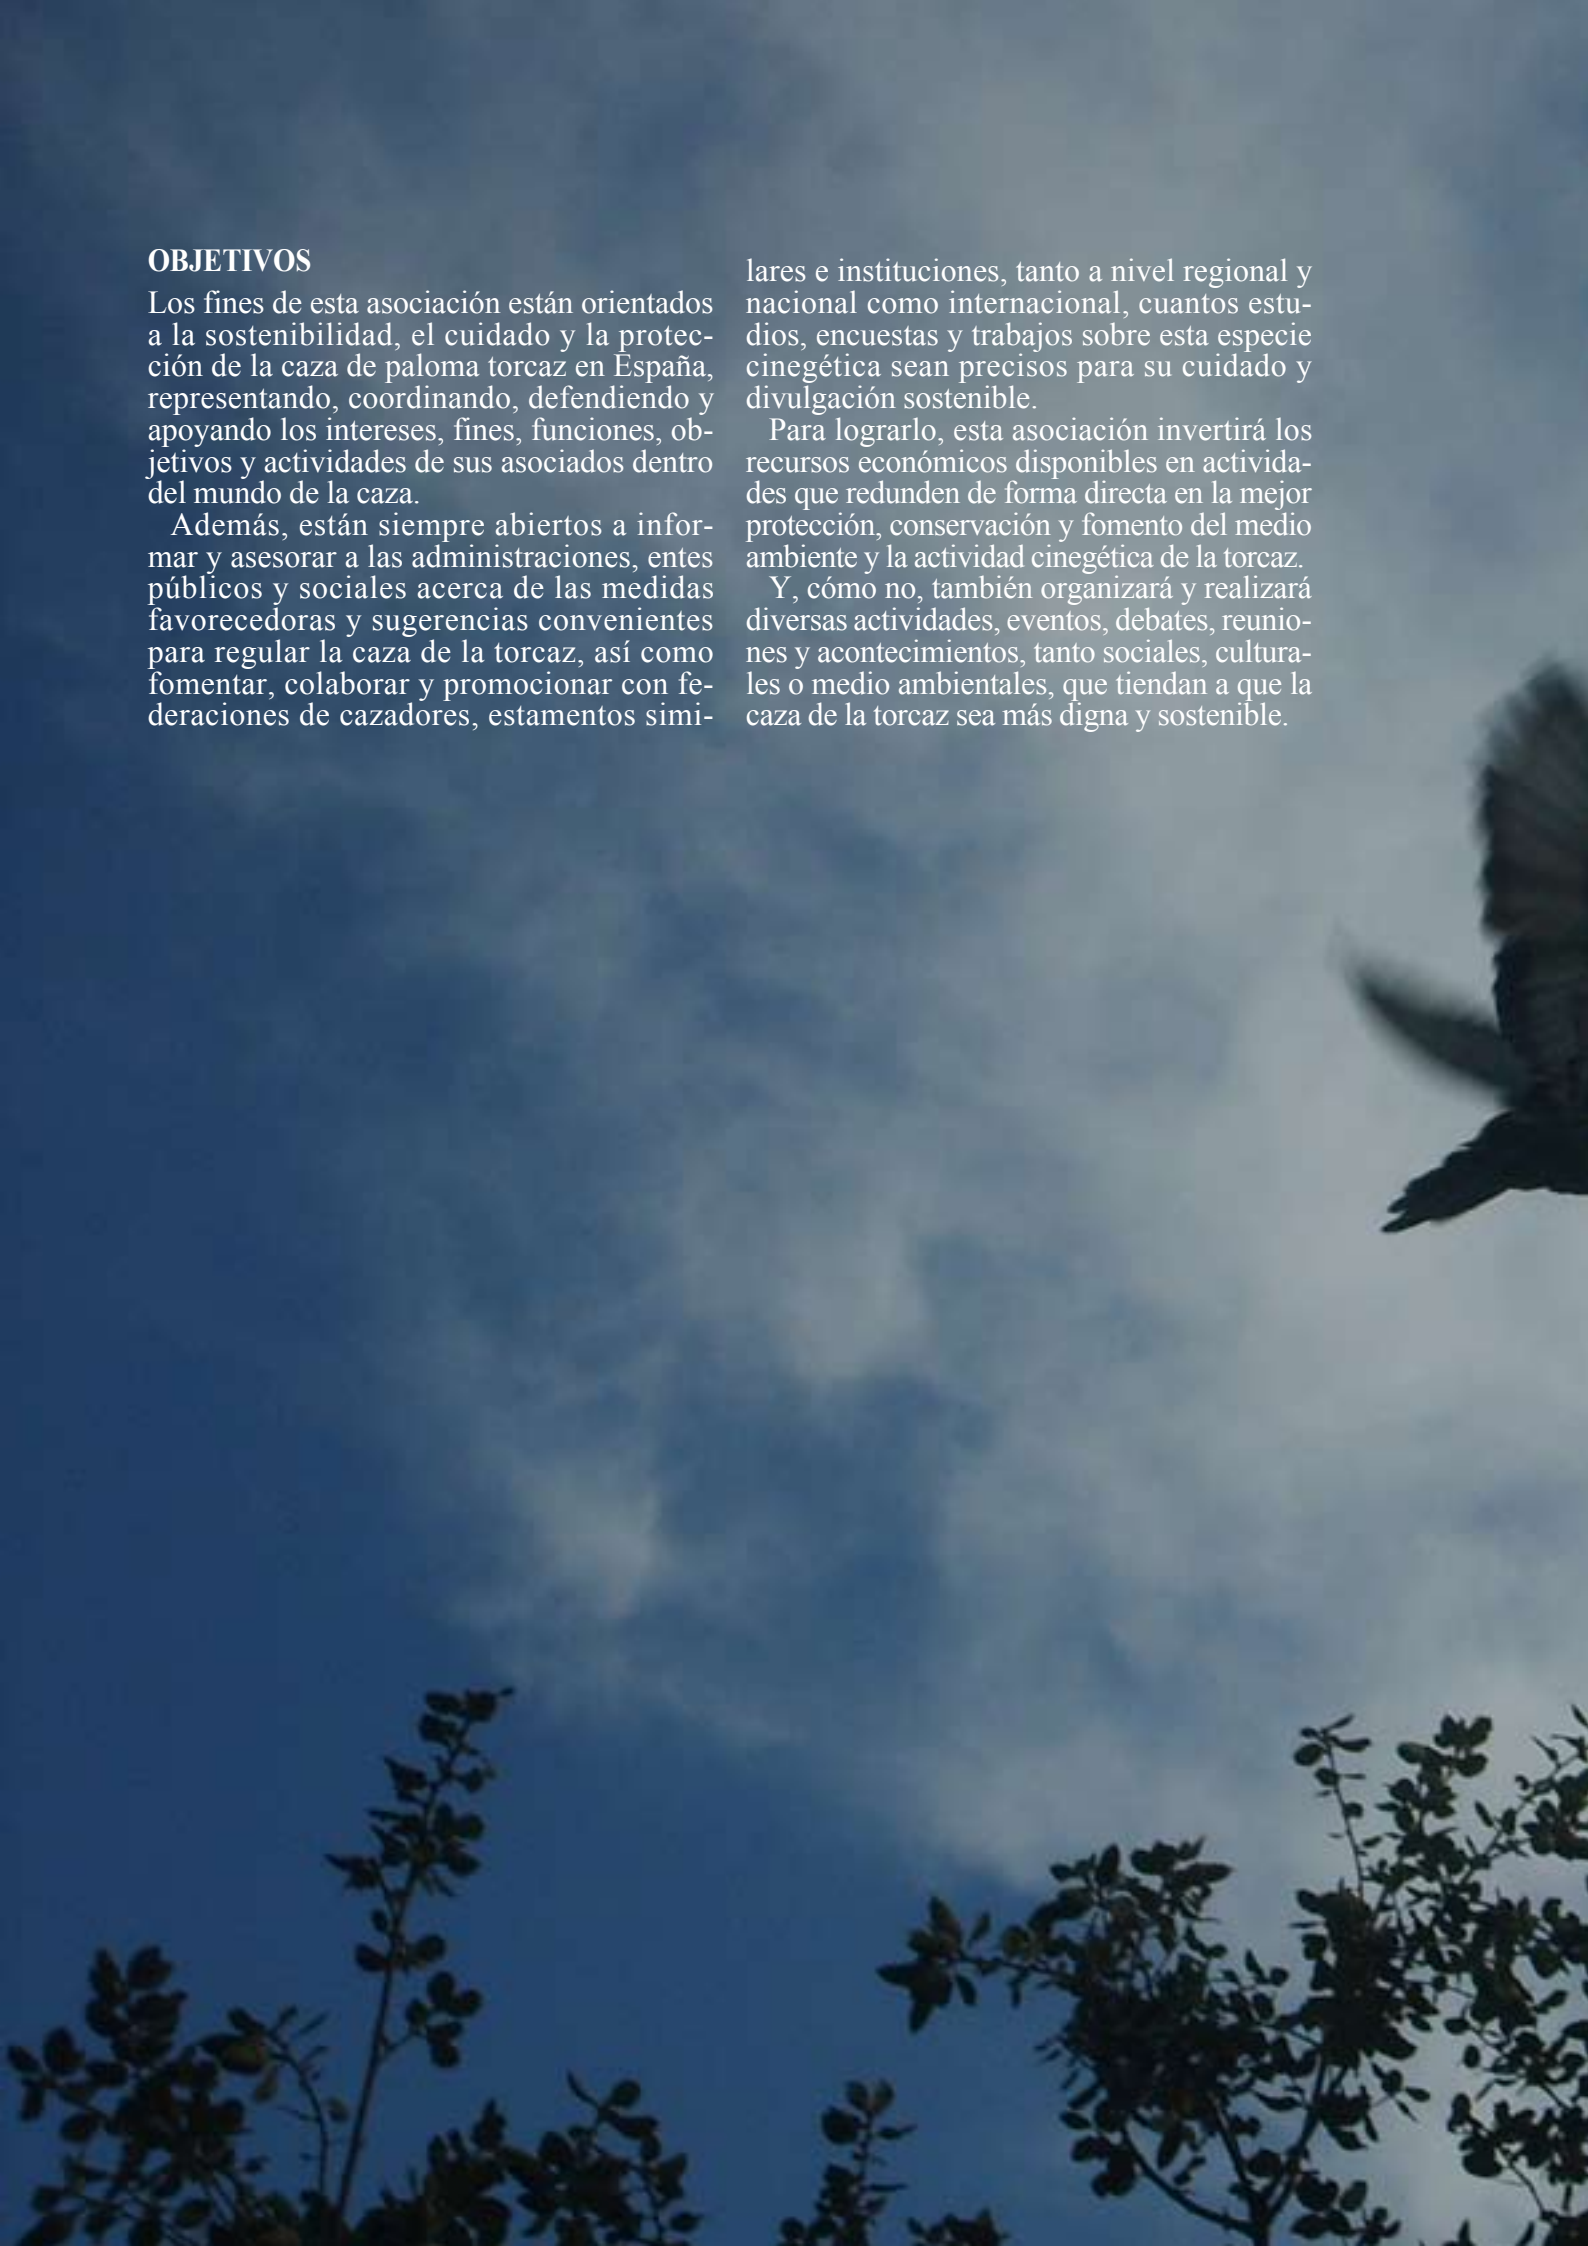 OBJETIVOS
Los fines de esta asociación están orientados
a la sostenibilidad, el cuidado y la protec-
ción de la caza de paloma torcaz en España,
representando, coordinando, defendiendo y
apoyando los intereses, fines, funciones, ob-
jetivos y actividades de sus asociados dentro
del mundo de la caza.
Además, están siempre abiertos a infor-
mar y asesorar a las administraciones, entes
públicos y sociales acerca de las medidas
favorecedoras y sugerencias convenientes
para regular la caza de la torcaz, así como
fomentar, colaborar y promocionar con fe-
deraciones de cazadores, estamentos simi-
lares e instituciones, tanto a nivel regional y
nacional como internacional, cuantos estu-
dios, encuestas y trabajos sobre esta especie
cinegética sean precisos para su cuidado y
divulgación sostenible.
Para lograrlo, esta asociación invertirá los
recursos económicos disponibles en activida-
des que redunden de forma directa en la mejor
protección, conservación y fomento del medio
ambiente y la actividad cinegética de la torcaz.
Y, cómo no, también organizará y realizará
diversas actividades, eventos, debates, reunio-
nes y acontecimientos, tanto sociales, cultura-
les o medio ambientales, que tiendan a que la
caza de la torcaz sea más digna y sostenible.